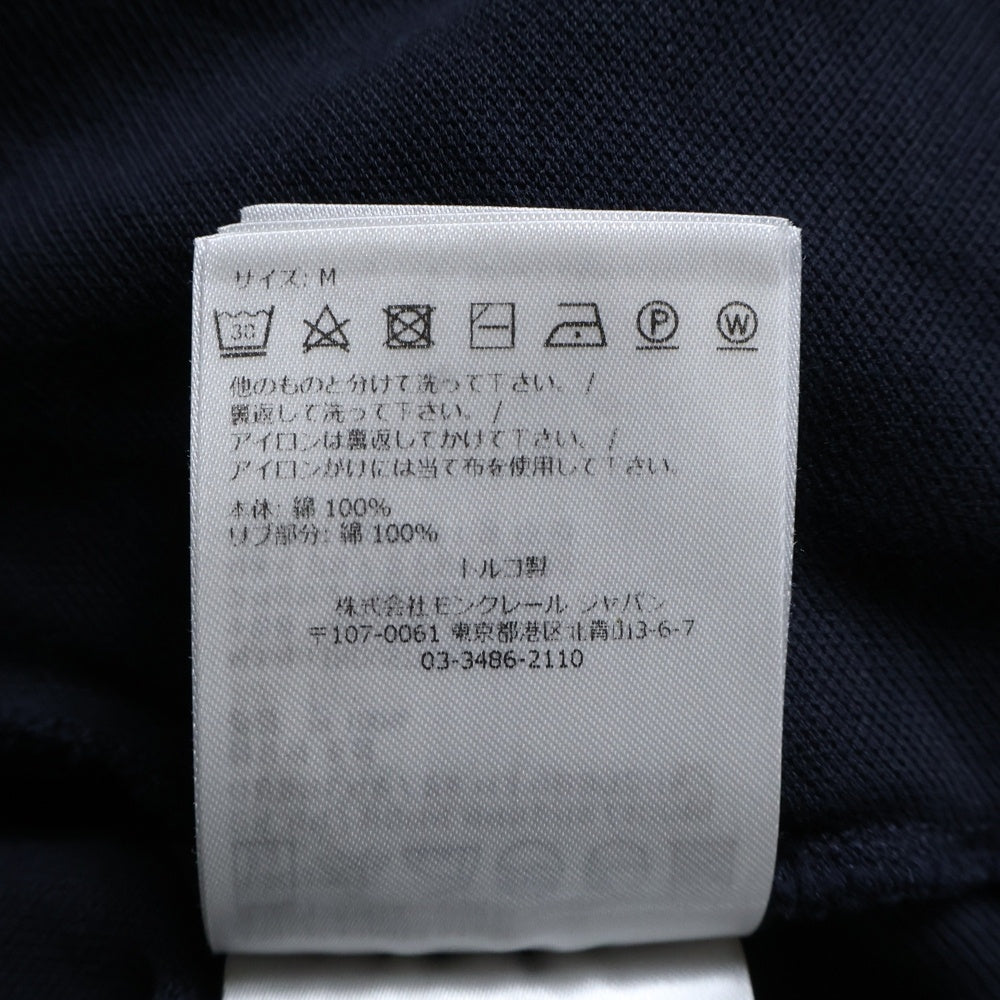 サイズ: M
30 P W
他のものと分けて洗って下さい。 /
裏返して洗って下さい。 /
アイロンは裏返してかけて下さい。 /
アイロンがけには当て布を使用して下さい。
本体: 綿 100%
リブ部分: 綿 100%
トルコ製
株式会社モンクレール ジャパン
〒107-0061 東京都港区北青山3-6-7
03-3486-2110